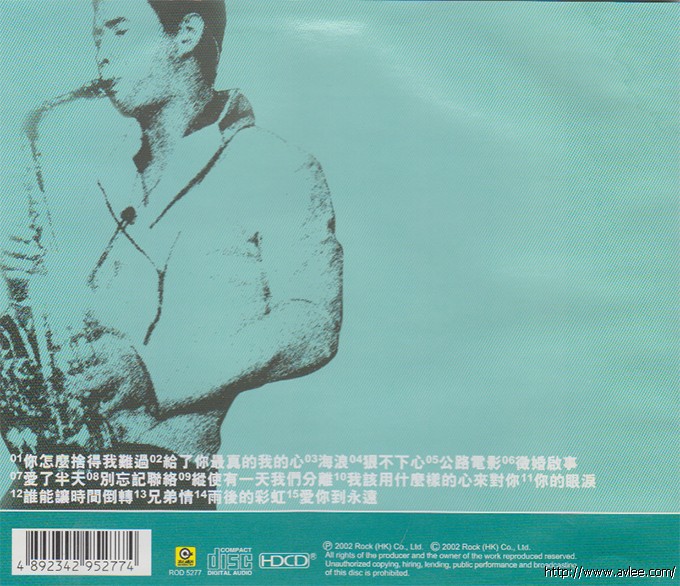 01你怎麼捨得我難過02給了你最真的我的心03海浪04狠不下心05公路電影06徵婚啟事
07愛了半天08別忘記聯絡09縱使有一天我們分離10我該用什麼樣的心來對你11你的眼淚
12誰能讓時間倒轉13兄弟情14雨後的彩虹15愛你到永遠
4 892342 952774
ROD 5277
COMPACT
disc
DIGITAL AUDIO
HDCD
Ⓟ 2002 Rock (HK) Co., Ltd. Ⓒ 2002 Rock (HK) Co., Ltd.
All rights of the producer and the owner of the work reproduced reserved.
Unauthorized copying, hiring, lending, public performance and broadcasting
of this disc is prohibited.
http://www.avlee.com/